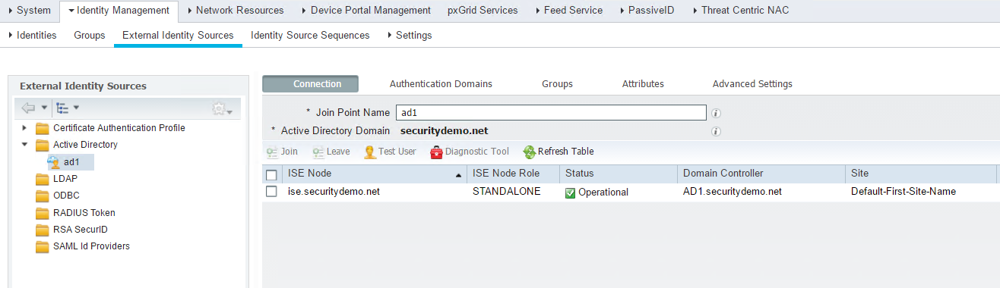 System Identity Management Network Resources Device Portal Management pxGrid Services Feed Service PassiveID Threat Centric NAC
Identities Groups External Identity Sources Identity Source Sequences Settings
External Identity Sources
Certificate Authentication Profile
Active Directory
ad1
LDAP
ODBC
RADIUS Token
RSA SecurID
SAML Id Providers
Connection Authentication Domains Groups Attributes Advanced Settings
* Join Point Name ad1
* Active Directory Domain securitydemo.net
Join Leave Test User Diagnostic Tool Refresh Table
ISE Node ISE Node Role Status Domain Controller Site
ise.securitydemo.net STANDALONE Operational AD1.securitydemo.net Default-First-Site-Name